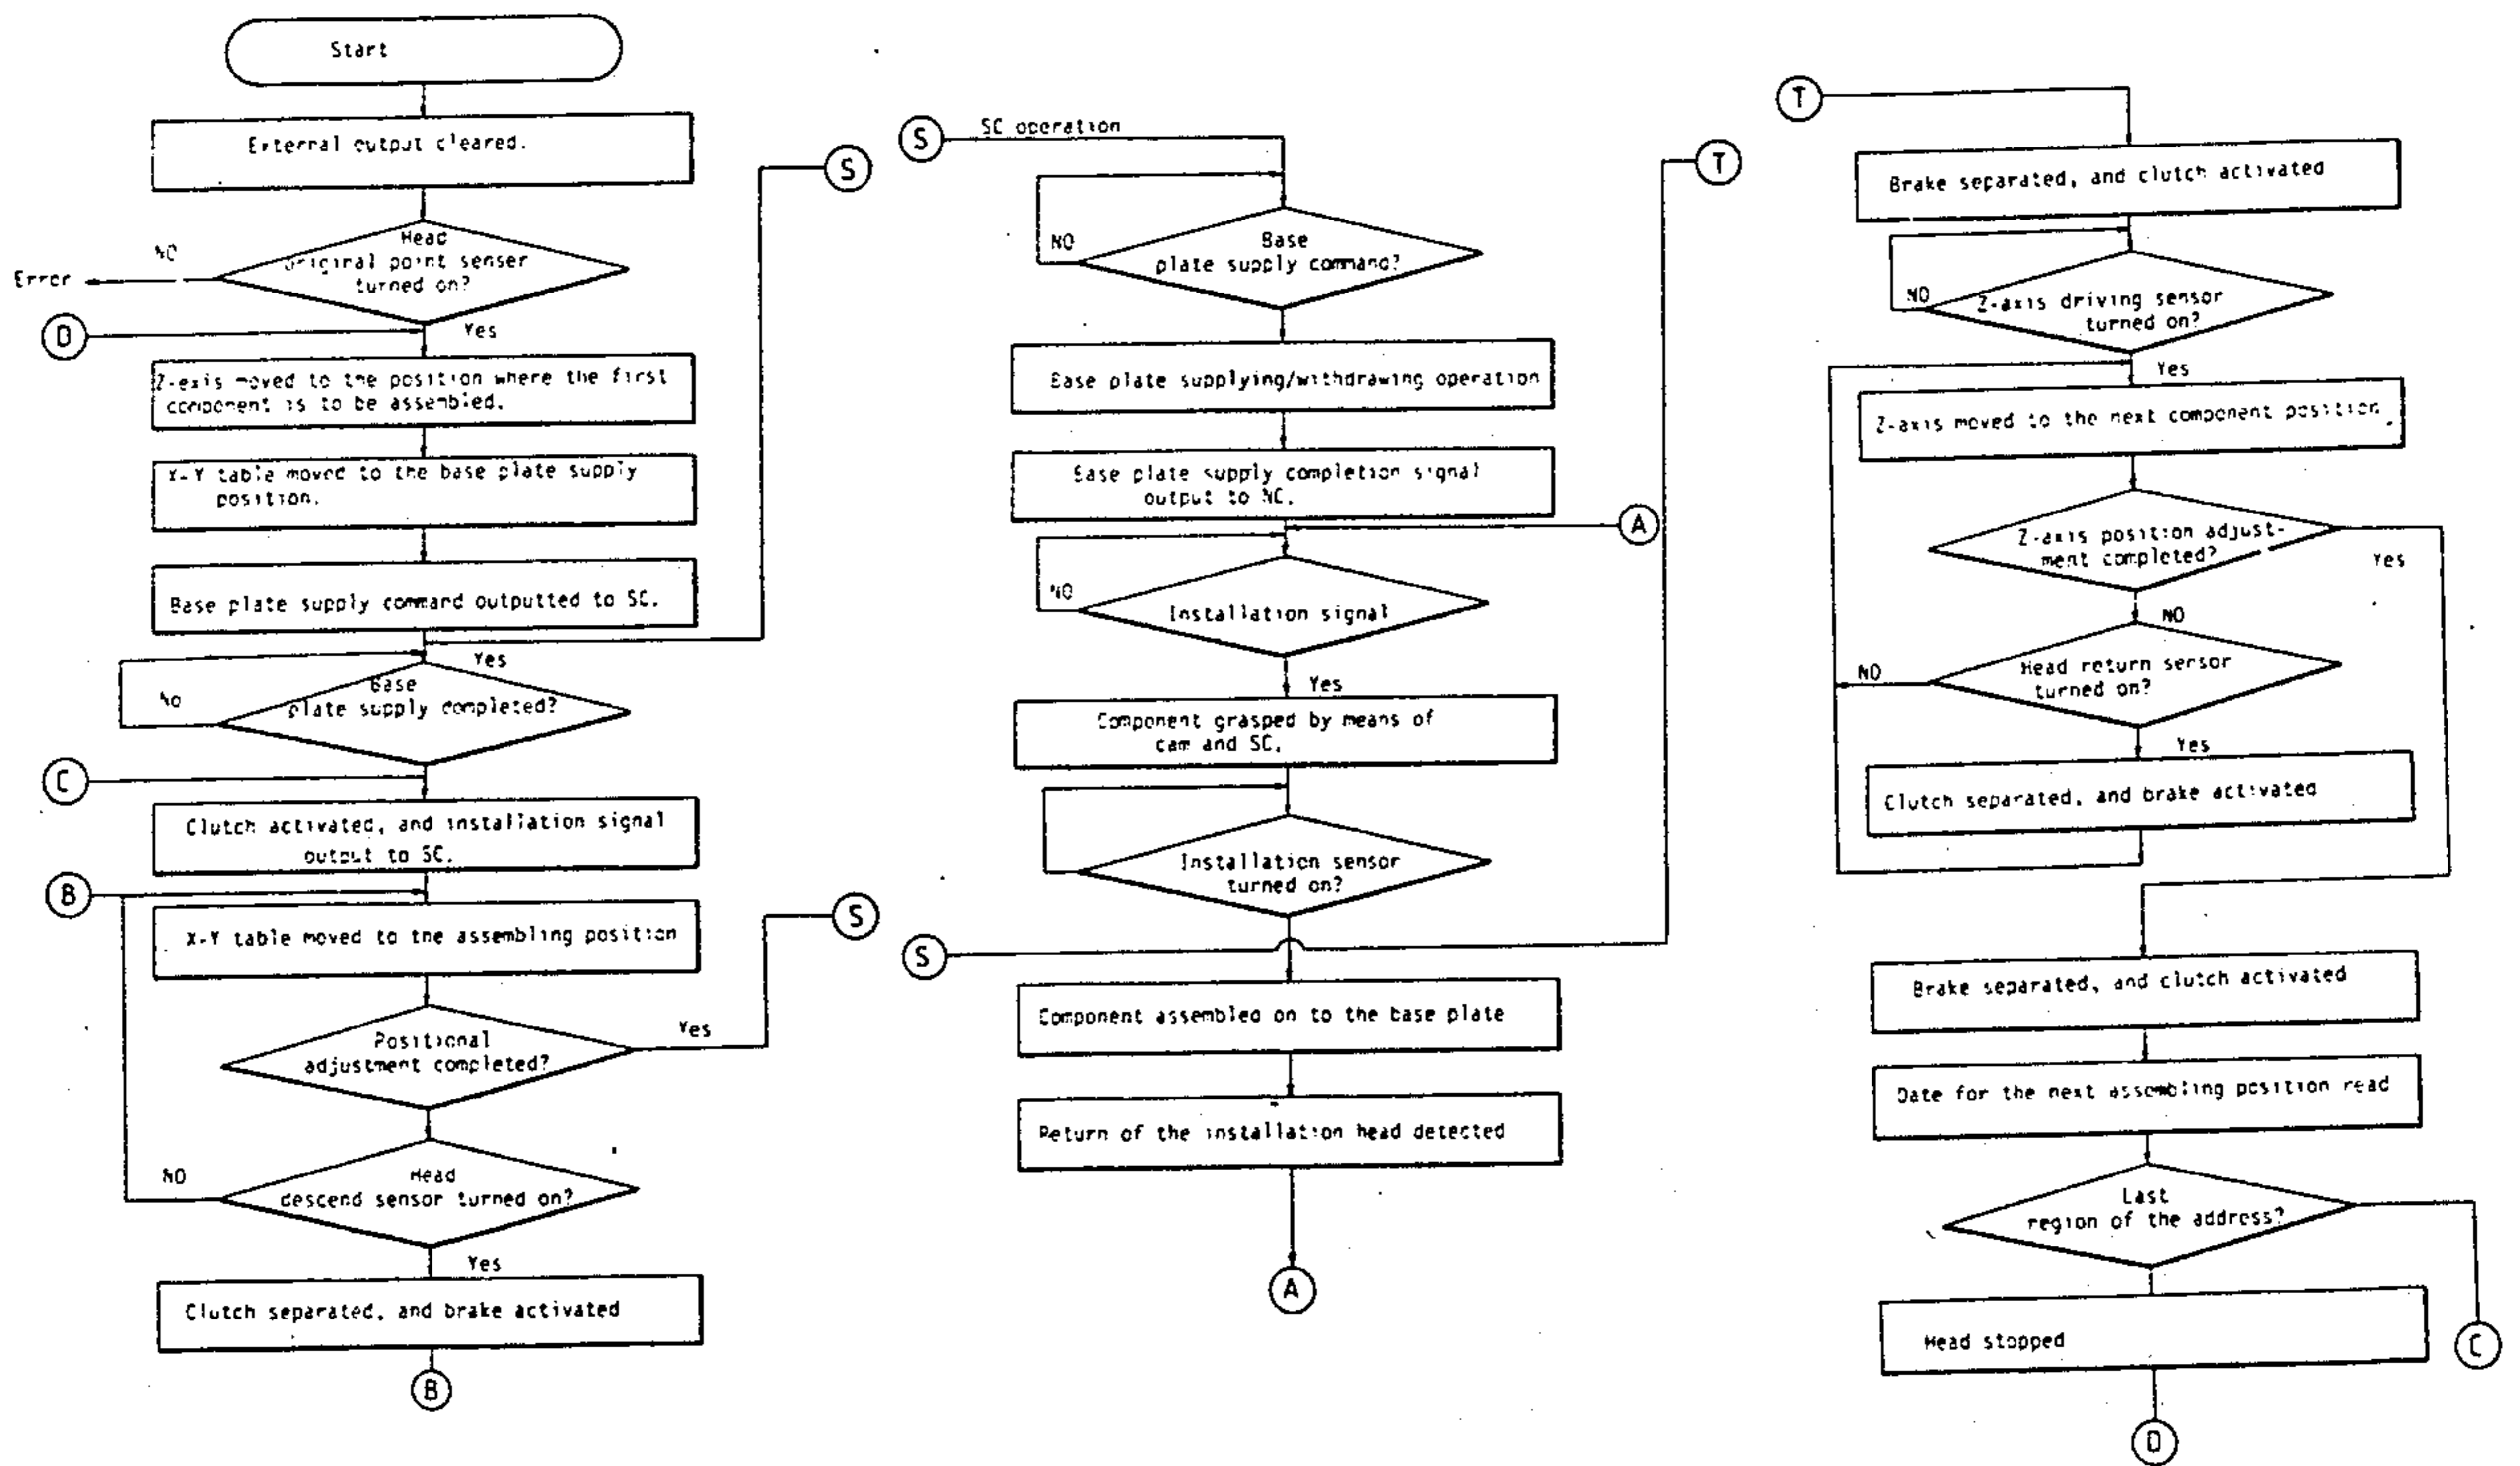 Start
External output cleared.
Head
original point senser
turned on?
NO
Error
D
Yes
Z-axis moved to the position where the first
component is to be assembled.
X-Y table moved to the base plate supply
position.
Base plate supply command outputted to SC.
S
Yes
Base
plate supply completed?
No
C
Clutch activated, and installation signal
output to SC.
B
X-Y table moved to the assembling position
Positional
adjustment completed?
Yes
S
Head
descend sensor turned on?
NO
Yes
Clutch separated, and brake activated
B
S
SC operation
Base
plate supply command?
NO
Base plate supplying/withdrawing operation
Base plate supply completion signal
output to NC.
A
Installation signal
NO
Yes
Component grasped by means of
cam and SC.
Installation sensor
turned on?
S
T
Component assembled on to the base plate
Return of the installation head detected
A
T
Brake separated, and clutch activated
Z-axis driving sensor
turned on?
NO
Yes
Z-axis moved to the next component position
Z-axis position adjust-
ment completed?
Yes
NO
Head return sensor
turned on?
NO
Yes
Clutch separated, and brake activated
Brake separated, and clutch activated
Date for the next assembling position read
Last
region of the address?
C
Head stopped
D